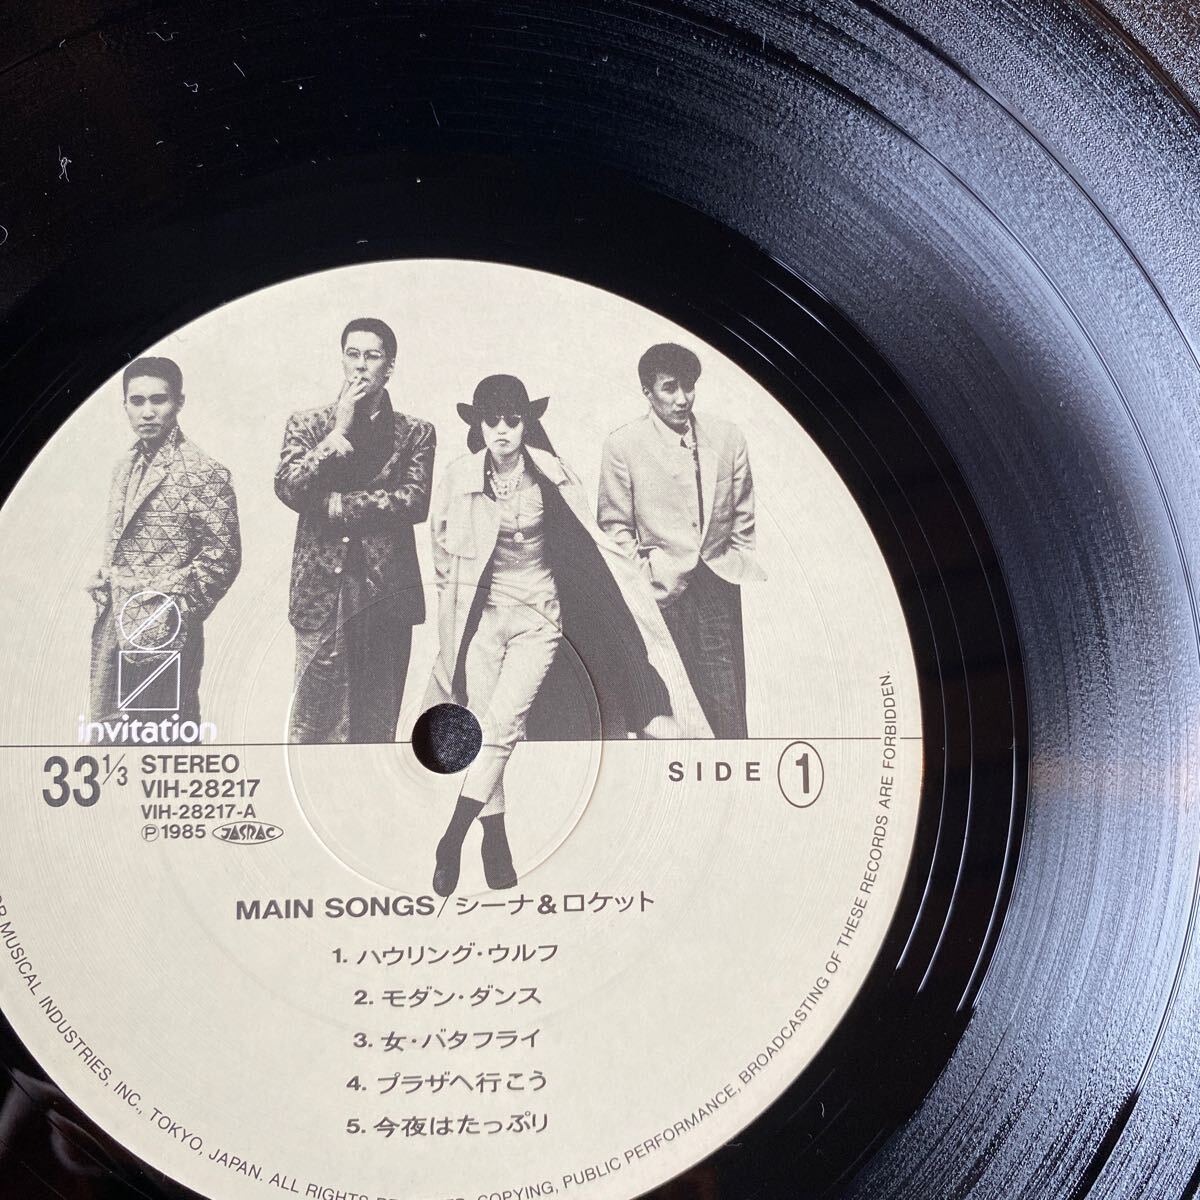 invitation
33 1/3 STEREO
VIH-28217
VIH-28217-A
Ⓟ1985 JASRAC
SIDE 1
MAIN SONGS/シーナ&ロケット
1. ハウリング・ウルフ
2. モダン・ダンス
3. 女・バタフライ
4. プラザへ行こう
5. 今夜はたっぷり
MUSICAL INDUSTRIES, INC., TOKYO, JAPAN. ALL RIGHTS COPYING, PUBLIC PERFORMANCE, BROADCASTING OF THESE RECORDS ARE FORBIDDEN.